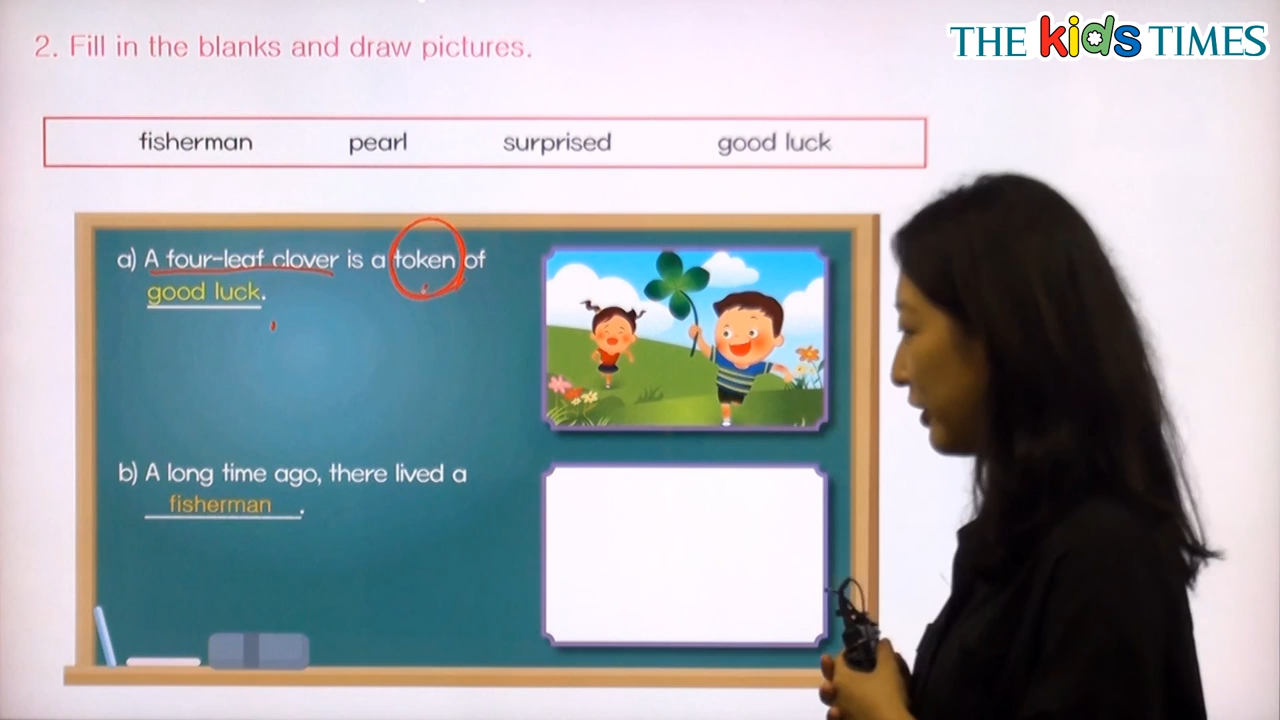 THE kids TIMES
2. Fill in the blanks and draw pictures.
fisherman pearl surprised good luck
a) A four-leaf clover is a token of
good luck.
b) A long time ago, there lived a
fisherman.